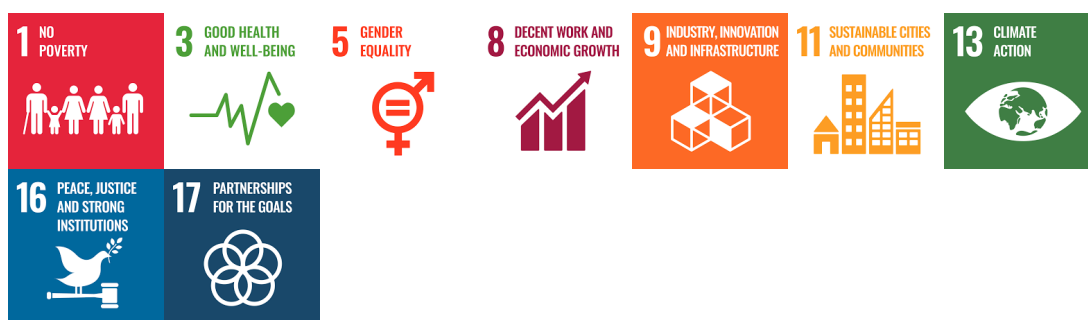 1 NO
POVERTY
3 GOOD HEALTH
AND WELL-BEING
5 GENDER
EQUALITY
8 DECENT WORK AND
ECONOMIC GROWTH
9 INDUSTRY, INNOVATION
AND INFRASTRUCTURE
11 SUSTAINABLE CITIES
AND COMMUNITIES
13 CLIMATE
ACTION
16 PEACE, JUSTICE
AND STRONG
INSTITUTIONS
17 PARTNERSHIPS
FOR THE GOALS